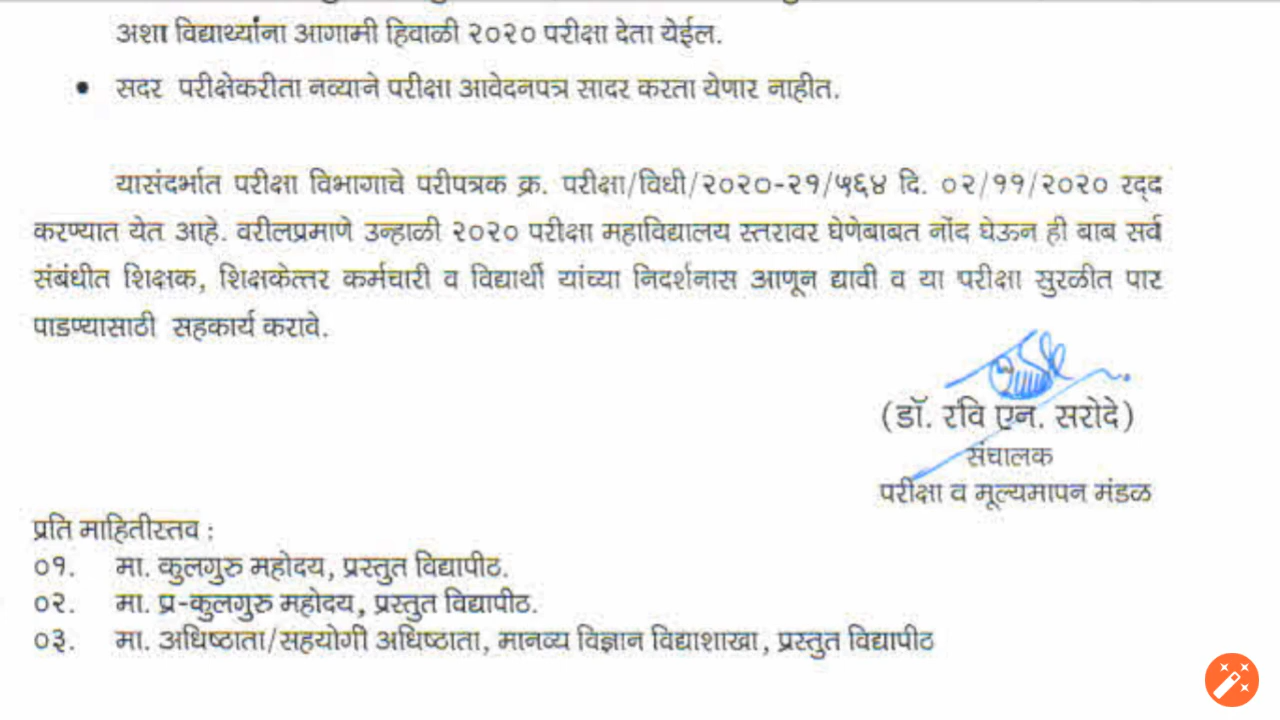 अशा विद्यार्थ्यांना आगामी हिवाळी २०२० परीक्षा देता येईल.
• सदर परीक्षेकरीता नव्याने परीक्षा आवेदनपत्र सादर करता येणार नाहीत.
यासंदर्भात परीक्षा विभागाचे परीपत्रक क्र. परीक्षा/विधी/२०२०-२१/५६४ दि. ०२/११/२०२० रद्द
करण्यात येत आहे. वरीलप्रमाणे उन्हाळी २०२० परीक्षा महाविद्यालय स्तरावर घेणेबाबत नोंद घेऊन ही बाब सर्व
संबंधीत शिक्षक, शिक्षकेत्तर कर्मचारी व विद्यार्थी यांच्या निदर्शनास आणून द्यावी व या परीक्षा सुरळीत पार
पाडण्यासाठी सहकार्य करावे.
(डॉ. रवि एन. सरोदे)
संचालक
परीक्षा व मूल्यमापन मंडळ
प्रति माहितीस्तव :
०१. मा. कुलगुरु महोदय, प्रस्तुत विद्यापीठ.
०२. मा. प्र-कुलगुरु महोदय, प्रस्तुत विद्यापीठ.
०३. मा. अधिष्ठाता/सहयोगी अधिष्ठाता, मानव्य विज्ञान विद्याशाखा, प्रस्तुत विद्यापीठ